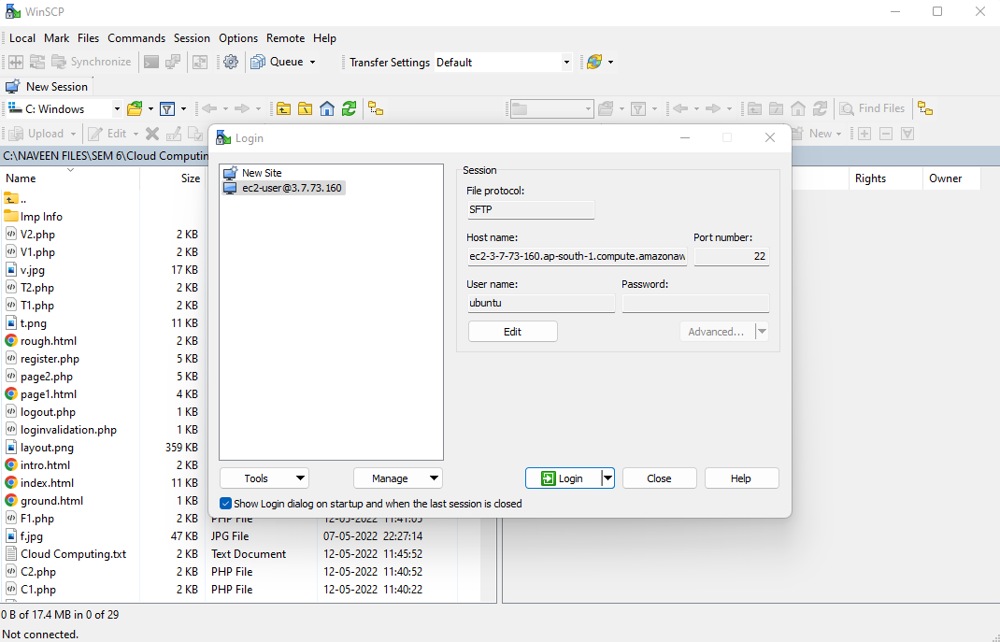 WinSCP
Local Mark Files Commands Session Options Remote Help
Synchronize Queue Transfer Settings Default
New Session
C: Windows Find Files
Upload Edit New
C:\NAVEEN FILES\SEM 6\Cloud Computin
Name Size Rights Owner
..
Imp Info
V2.php 2 KB
V1.php 2 KB
v.jpg 17 KB
T2.php 2 KB
T1.php 2 KB
t.png 11 KB
rough.html 2 KB
register.php 5 KB
page2.php 5 KB
page1.html 4 KB
logout.php 1 KB
loginvalidation.php 1 KB
layout.png 359 KB
intro.html 2 KB
index.html 11 KB
ground.html 1 KB
F1.php 2 KB PHP File 12-05-2022 11:41:05
f.jpg 47 KB JPG File 07-05-2022 22:27:14
Cloud Computing.txt 2 KB Text Document 12-05-2022 11:45:52
C2.php 2 KB PHP File 12-05-2022 11:40:52
C1.php 2 KB PHP File 12-05-2022 11:40:22
Login
New Site
ec2-user@3.7.73.160
Session
File protocol:
SFTP
Host name: Port number:
ec2-3-7-73-160.ap-south-1.compute.amazonaw 22
User name: Password:
ubuntu
Edit Advanced...
Tools Manage Login Close Help
Show Login dialog on startup and when the last session is closed
0 B of 17.4 MB in 0 of 29
Not connected.